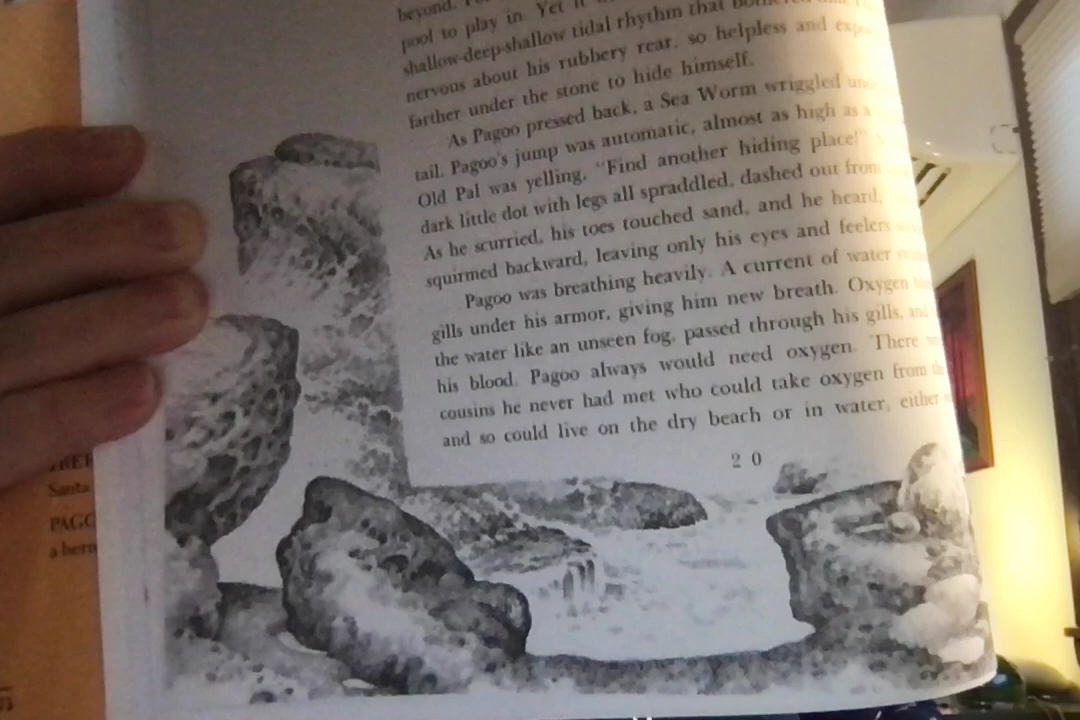 beyond.
pool to play in. Yet it
shallow-deep-shallow tidal rhythm that
nervous about his rubbery rear, so helpless and
farther under the stone to hide himself.
As Pagoo pressed back, a Sea Worm wriggled
tail. Pagoo's jump was automatic, almost as high as a
Old Pal was yelling, "Find another hiding place!"
dark little dot with legs all spraddled, dashed out from
As he scurried, his toes touched sand, and he heard,
squirmed backward, leaving only his eyes and feelers
Pagoo was breathing heavily. A current of water
gills under his armor, giving him new breath. Oxygen
the water like an unseen fog, passed through his gills, and
his blood. Pagoo always would need oxygen. There
cousins he never had met who could take oxygen from
and so could live on the dry beach or in water, either
20
Santa
PAGO
a herm